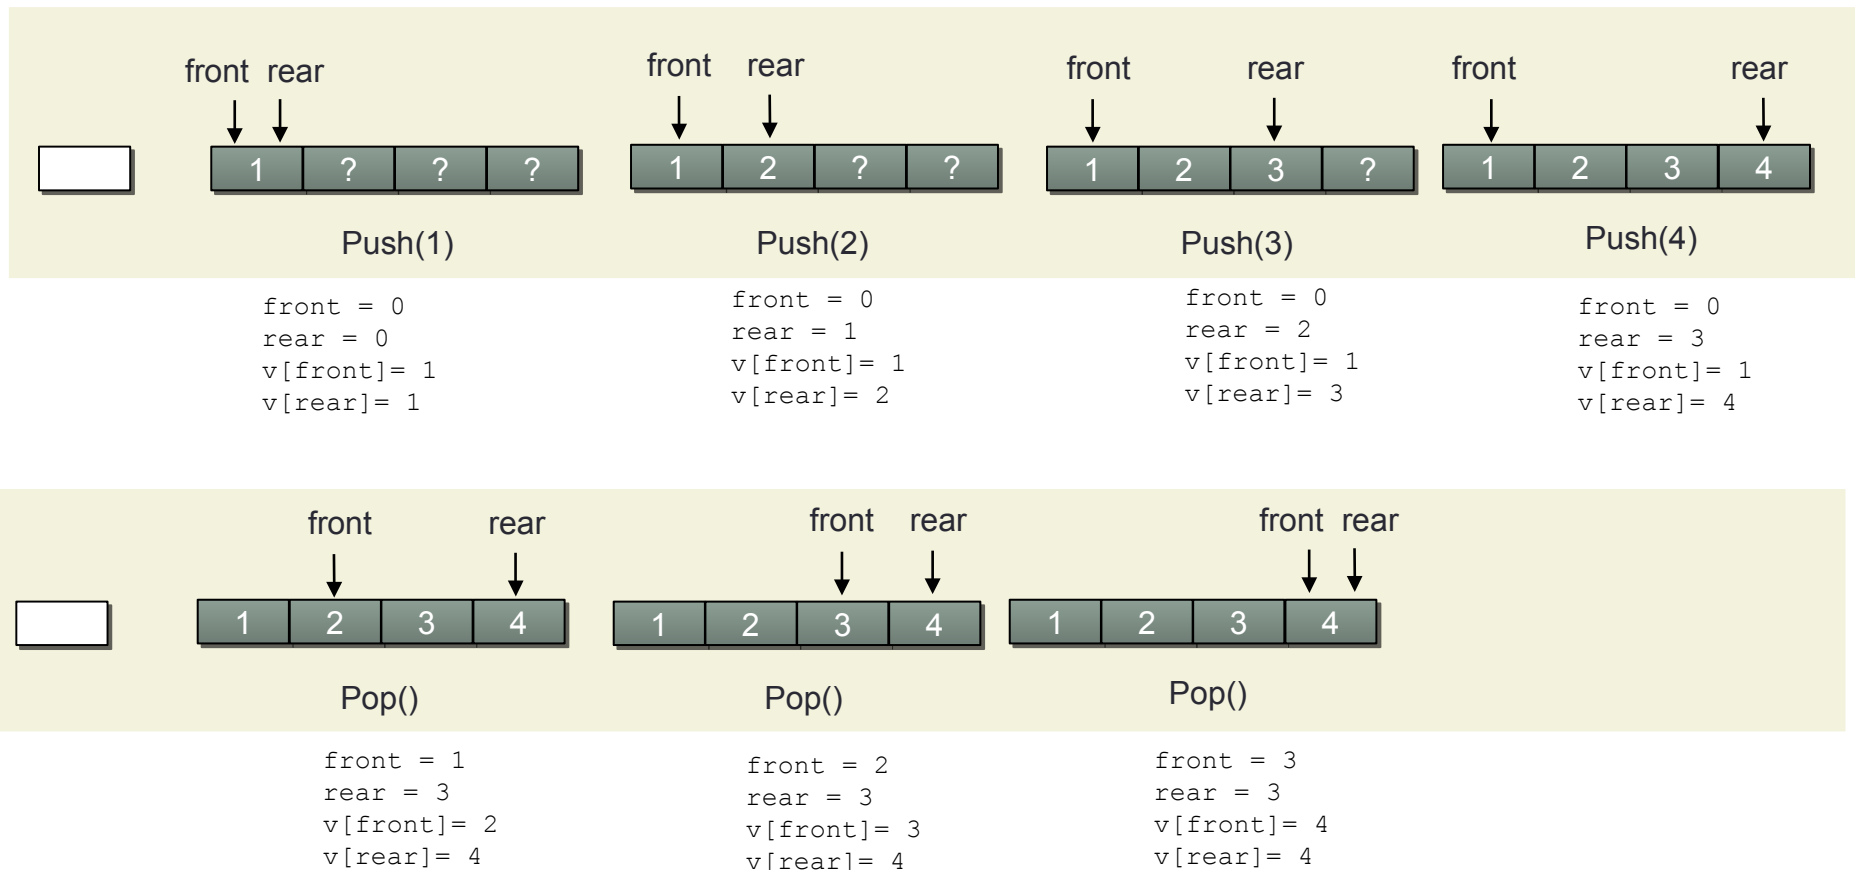 front rear front rear front rear front rear
1 ? ? ? 1 2 ? ? 1 2 3 ? 1 2 3 4
Push(1) Push(2) Push(3) Push(4)
front = 0
rear = 0
v[front]= 1
v[rear]= 1
front = 0
rear = 1
v[front]= 1
v[rear]= 2
front = 0
rear = 2
v[front]= 1
v[rear]= 3
front = 0
rear = 3
v[front]= 1
v[rear]= 4
front rear front rear front rear
1 2 3 4 1 2 3 4 1 2 3 4
Pop() Pop() Pop()
front = 1
rear = 3
v[front]= 2
v[rear]= 4
front = 2
rear = 3
v[front]= 3
v[rear]= 4
front = 3
rear = 3
v[front]= 4
v[rear]= 4